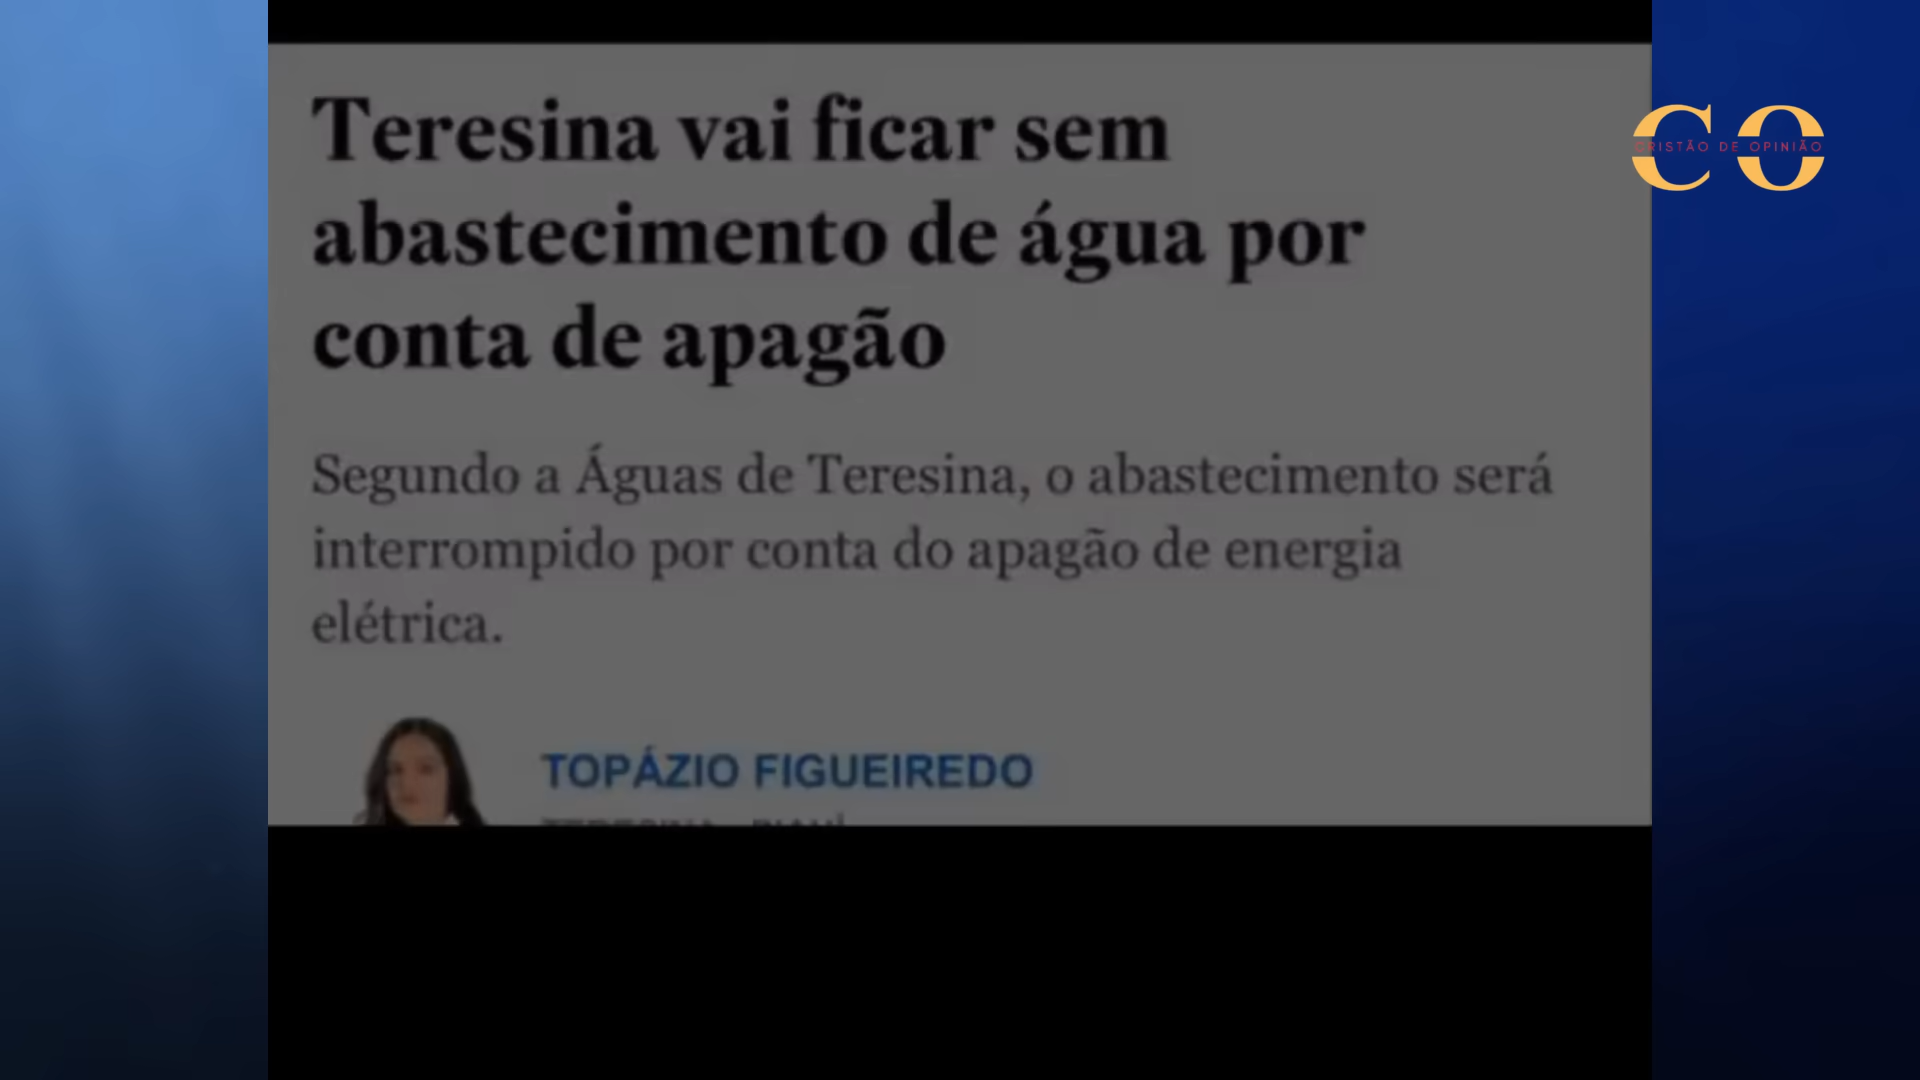 Teresina vai ficar sem
abastecimento de água por
conta de apagão
Segundo a Águas de Teresina, o abastecimento será
interrompido por conta do apagão de energia
elétrica.
TOPÁZIO FIGUEIREDO
CO
CRISTÃO DE OPINIÃO